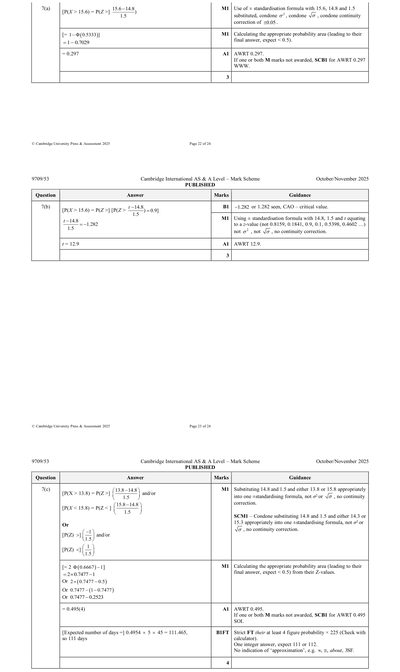 7(a)
[P(X > 15.6) = P(Z > 15.6−14.8 / 1.5)
M1
Use of ± standardisation formula with 15.6, 14.8 and 1.5
substituted, condone σ², condone √σ, condone continuity
correction of ±0.05.
[= 1−Φ(0.5333)]
= 1−0.7029
M1
Calculating the appropriate probability area (leading to their
final answer, expect < 0.5).
= 0.297
A1
AWRT 0.297.
If one or both M marks not awarded, SCB1 for AWRT 0.297
WWW.
3
© Cambridge University Press & Assessment 2025
Page 22 of 24
9709/53
Cambridge International AS & A Level – Mark Scheme
PUBLISHED
October/November 2025
Question
Answer
Marks
Guidance
7(b)
[P(X > 15.6) = P(Z >] [P(Z > t−14.8 / 1.5) = 0.9]
t−14.8 / 1.5 = −1.282
B1
−1.282 or 1.282 seen, CAO – critical value.
M1
Using ± standardisation formula with 14.8, 1.5 and t equating
to a z-value (not 0.8159, 0.1841, 0.9, 0.1, 0.5398, 0.4602 …)
not σ², not √σ, no continuity correction.
t = 12.9
A1
AWRT 12.9.
3
© Cambridge University Press & Assessment 2025
Page 23 of 24
9709/53
Cambridge International AS & A Level – Mark Scheme
PUBLISHED
October/November 2025
Question
Answer
Marks
Guidance
7(c)
[P(X > 13.8) = P(Z >] (13.8−14.8 / 1.5) and/or
[P(X < 15.8) = P(Z < ] (15.8−14.8 / 1.5)
Or
[P(Z) >] (−1 / 1.5) and/or
[P(Z) <] (1 / 1.5)
M1
Substituting 14.8 and 1.5 and either 13.8 or 15.8 appropriately
into one ±standardising formula, not σ² or √σ, no continuity
correction.
SCM1 – Condone substituting 14.8 and 1.5 and either 14.3 or
15.3 appropriately into one ±standardising formula, not σ² or
√σ, no continuity correction.
[= 2 Φ(0.6667) −1]
= 2×0.7477−1
Or 2×(0.7477−0.5)
Or 0.7477−(1−0.7477)
Or 0.7477−0.2523
M1
Calculating the appropriate probability area (leading to their
final answer, expect < 0.5) from their Z-values.
= 0.495(4)
A1
AWRT 0.495.
If one or both M marks not awarded, SCB1 for AWRT 0.495
SOI.
[Expected number of days =] 0.4954 × 5 × 45 = 111.465,
so 111 days
B1FT
Strict FT their at least 4 figure probability × 225 (Check with
calculator).
One integer answer, expect 111 or 112.
No indication of 'approximation', e.g. ≈, ±, about, 3SF.
4